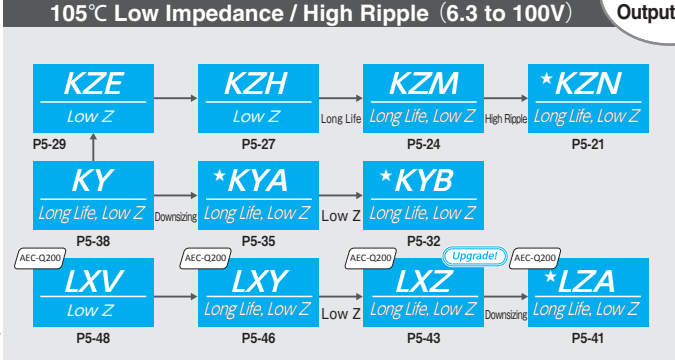 105℃ Low Impedance / High Ripple（6.3 to 100V）
Output
KZE
Low Z
P5-29
KZH
Low Z
P5-27
Long Life
KZM
Long Life, Low Z
P5-24
High Ripple
★KZN
Long Life, Low Z
P5-21
KY
Long Life, Low Z
P5-38
Downsizing
★KYA
Long Life, Low Z
P5-35
Low Z
★KYB
Long Life, Low Z
P5-32
AEC-Q200
LXV
Low Z
P5-48
AEC-Q200
LXY
Long Life, Low Z
P5-46
Low Z
AEC-Q200
Upgrade!
LXZ
Long Life, Low Z
P5-43
Downsizing
AEC-Q200
★LZA
Long Life, Low Z
P5-41